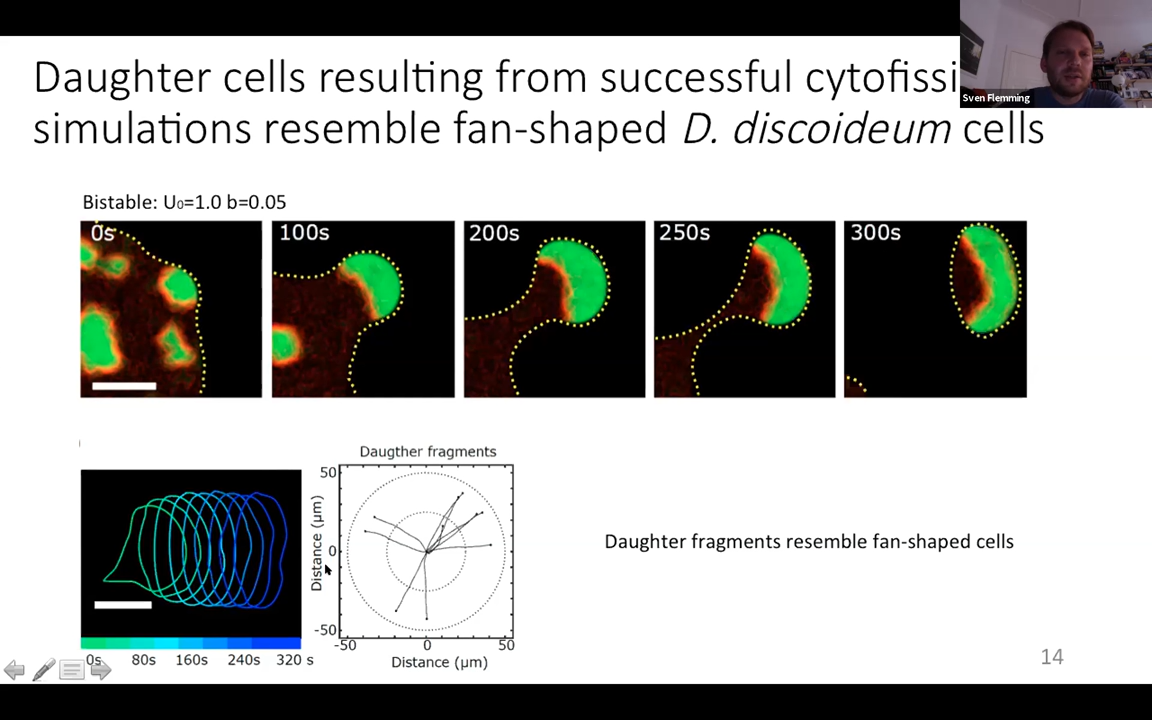 Daughter cells resulting from successful cytofissi
simulations resemble fan-shaped D. discoideum cells
Sven Flemming
Bistable: U₀=1.0 b=0.05
0s
100s
200s
250s
300s
Daugther fragments
50
0
-50
Distance (µm)
-50 0 50
Distance (µm)
0s 80s 160s 240s 320 s
Daughter fragments resemble fan-shaped cells
14